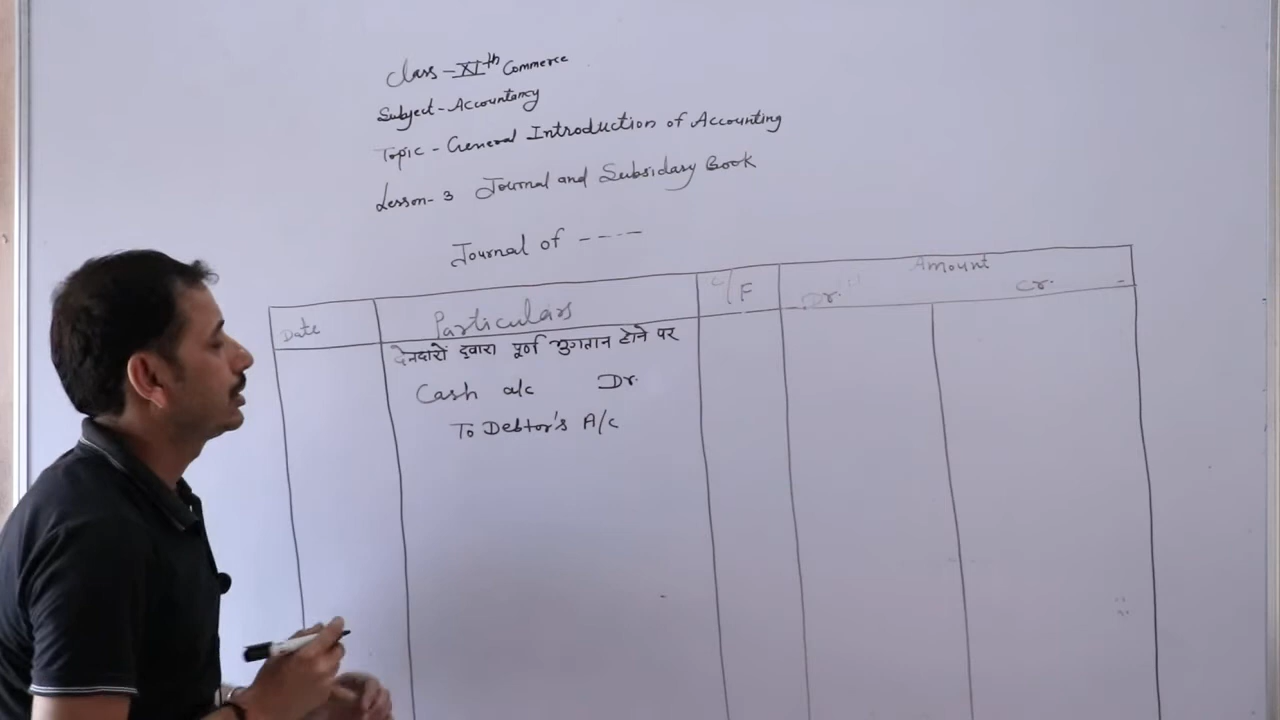 Class - XIth Commerce
Subject - Accountancy
Topic - General Introduction of Accounting
Lesson - 3 Journal and Subsidary Book
Journal of -----
Date Particulars L/F Amount
Dr. Cr.
देनदारों द्वारा पूर्ण भुगतान होने पर
Cash a/c Dr.
To Debtor's A/c